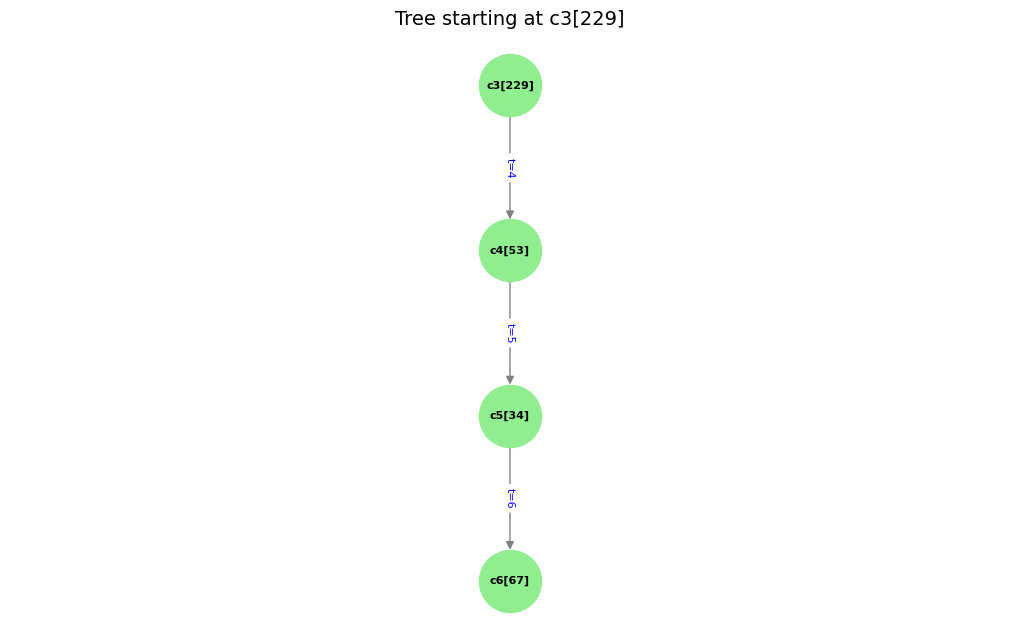 Tree starting at c3[229]
c3[229]
t=4
c4[53]
t=5
c5[34]
t=6
c6[67]